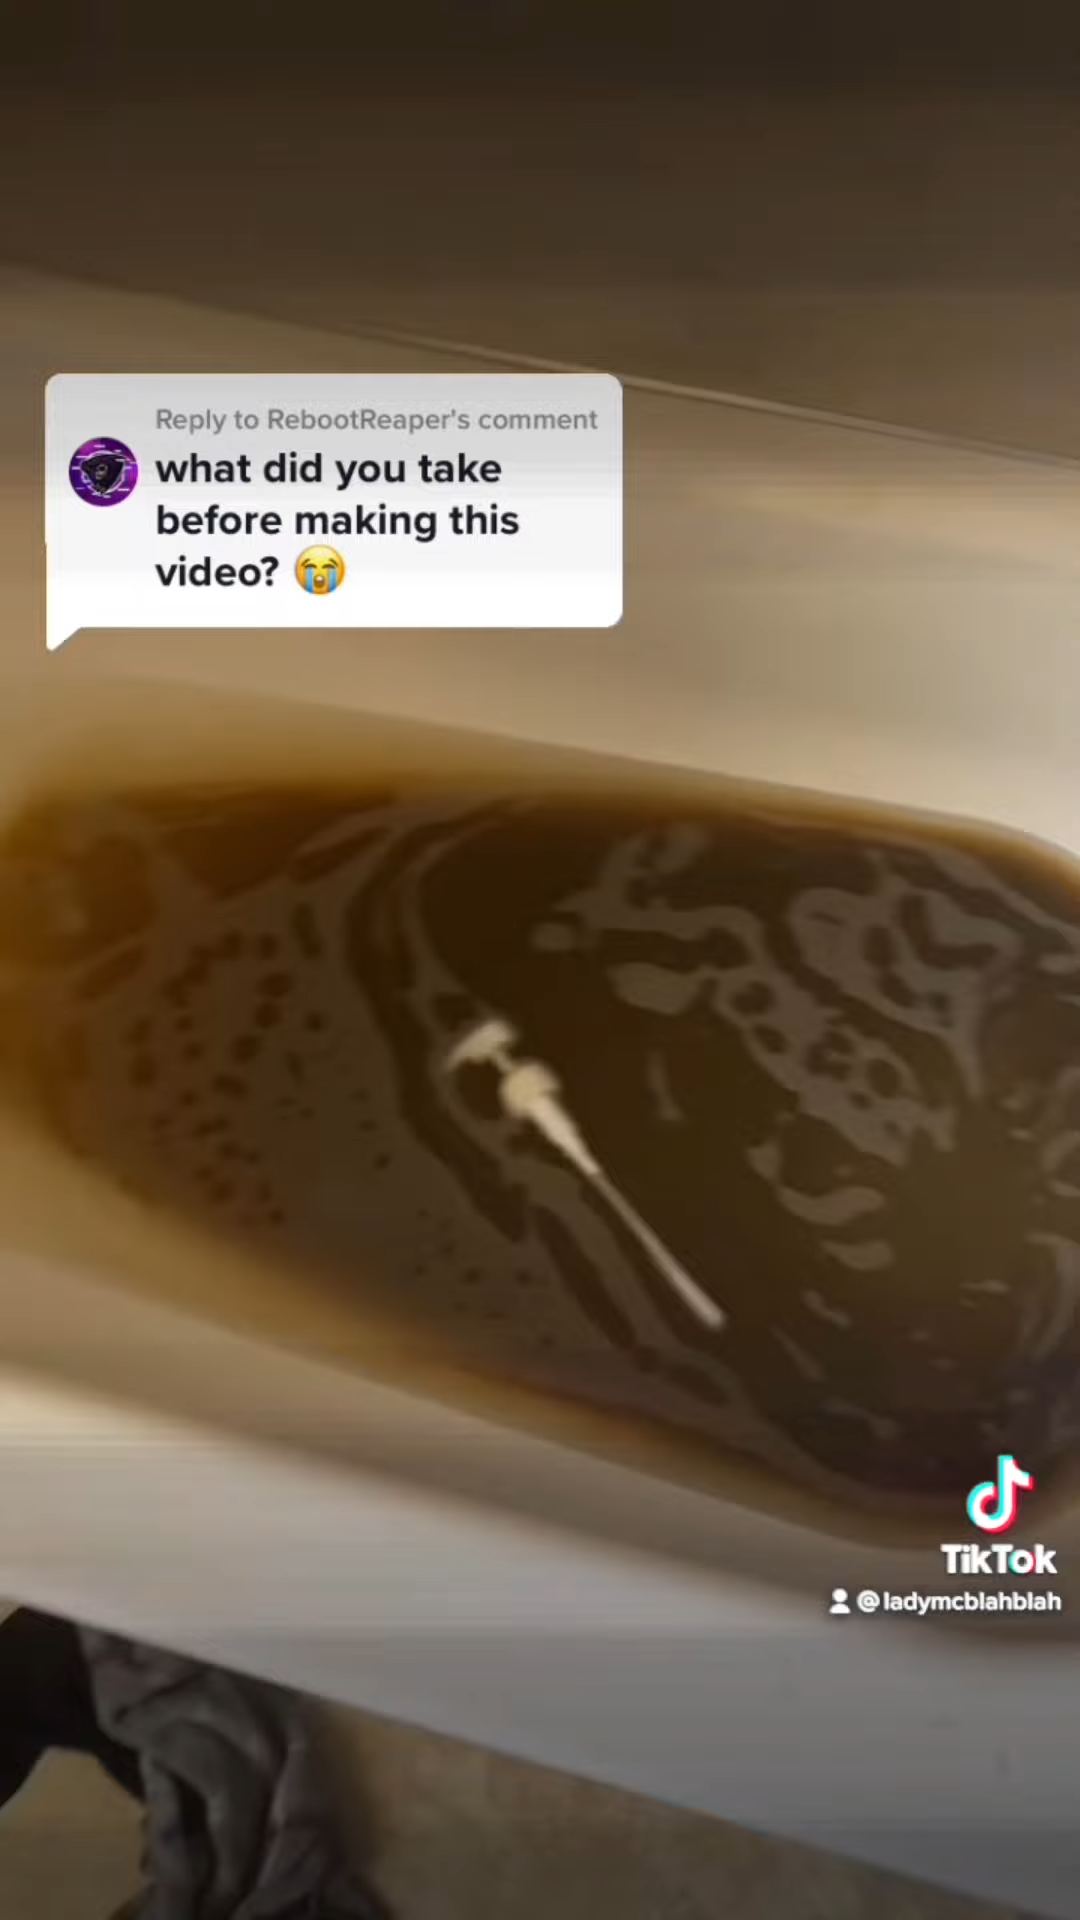 Reply to RebootReaper's comment
what did you take
before making this
video? 😭
TikTok
@ladymcblahblah